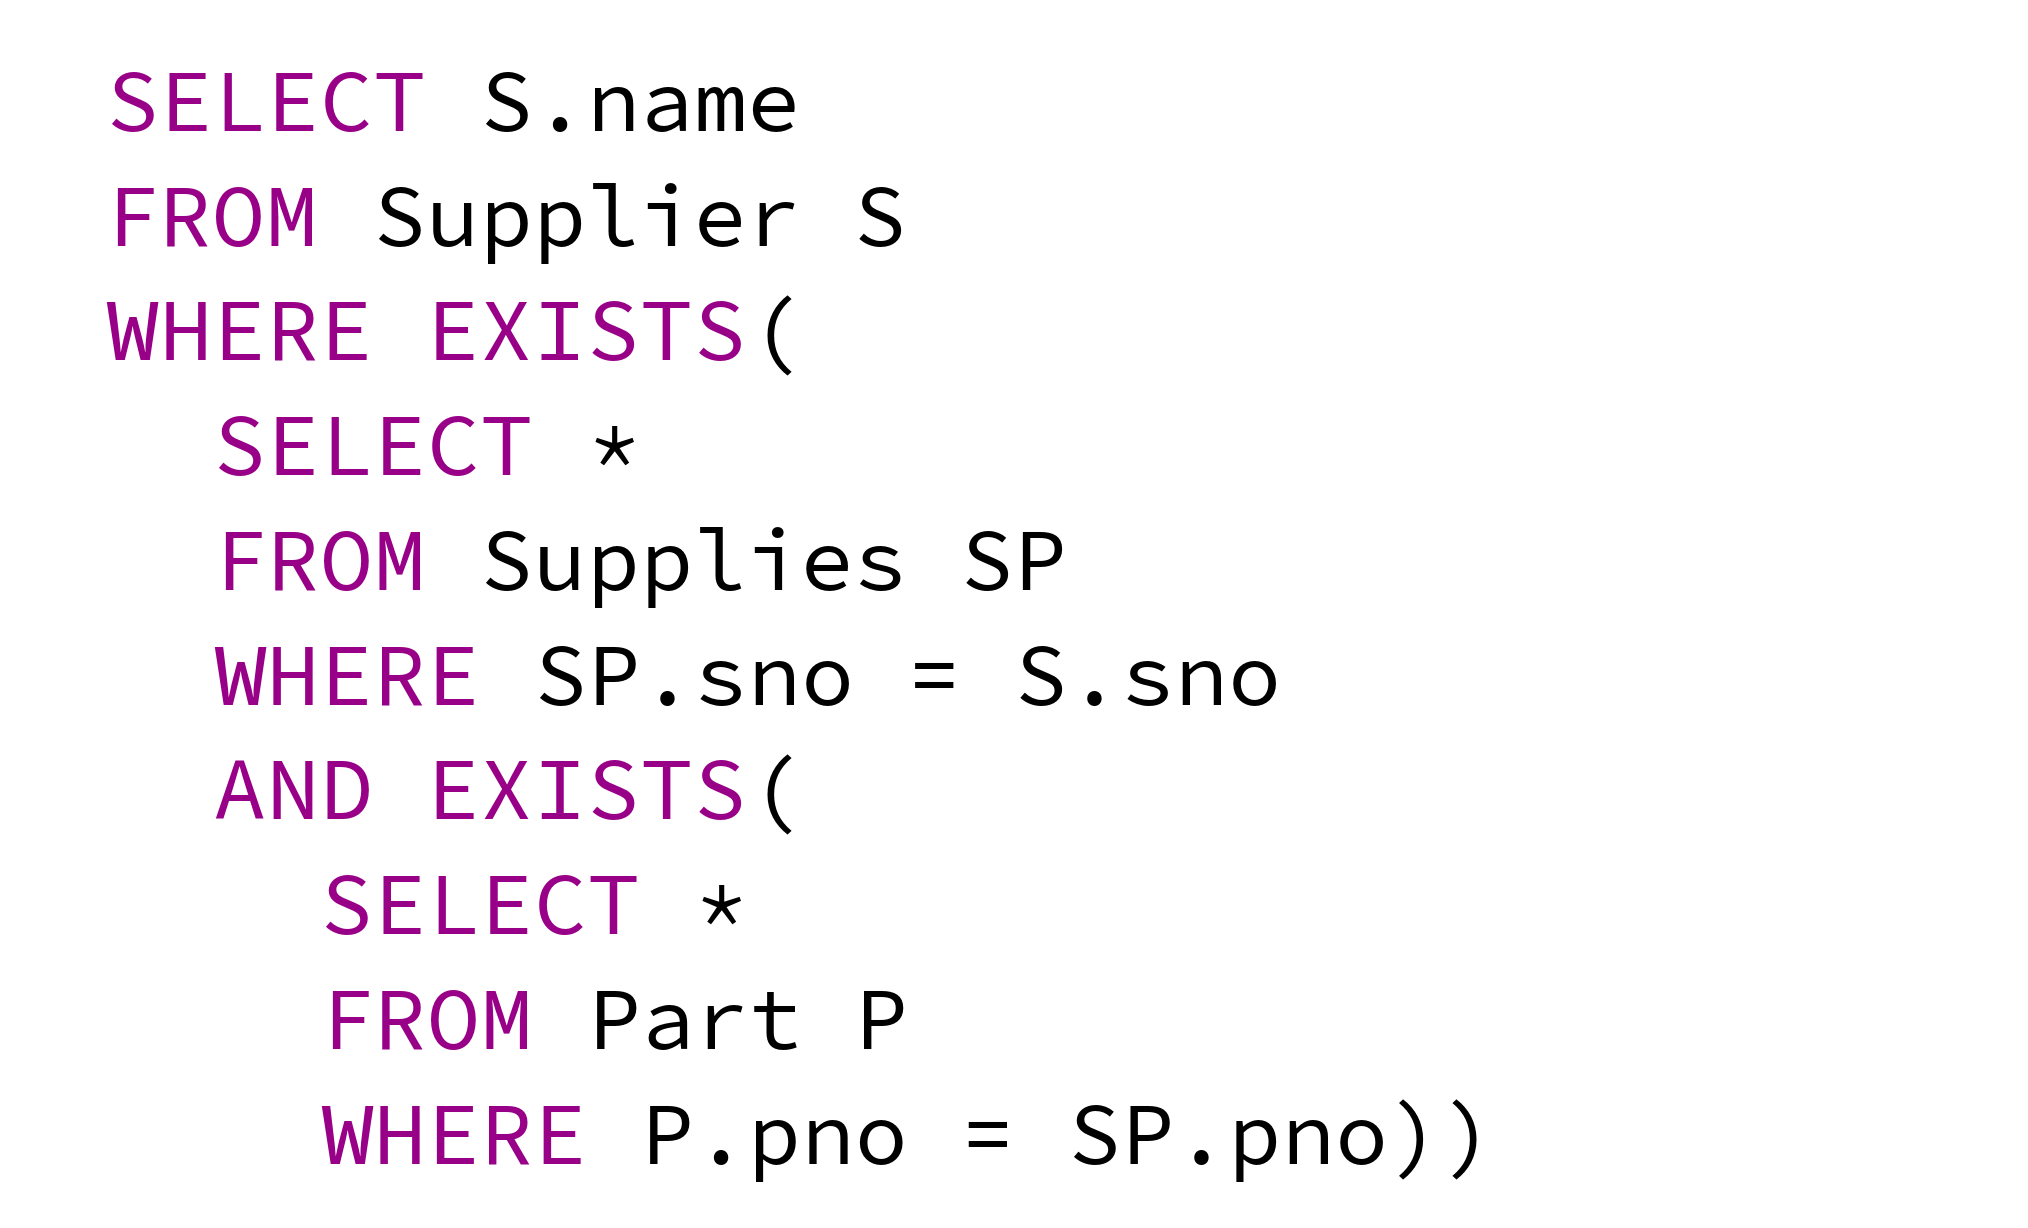 SELECT S.name
FROM Supplier S
WHERE EXISTS(
  SELECT *
  FROM Supplies SP
  WHERE SP.sno = S.sno
  AND EXISTS(
    SELECT *
    FROM Part P
    WHERE P.pno = SP.pno))